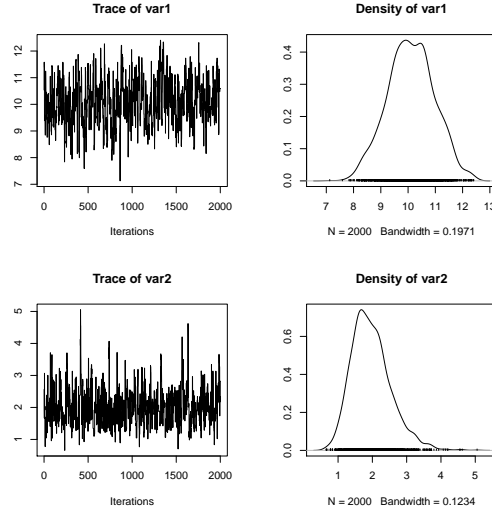 Trace of var1
7 8 9 10 11 12
0 500 1000 1500 2000
Iterations
Density of var1
0.0 0.1 0.2 0.3 0.4
7 8 9 10 11 12 13
N = 2000 Bandwidth = 0.1971
Trace of var2
1 2 3 4 5
0 500 1000 1500 2000
Iterations
Density of var2
0.0 0.2 0.4 0.6
1 2 3 4 5
N = 2000 Bandwidth = 0.1234